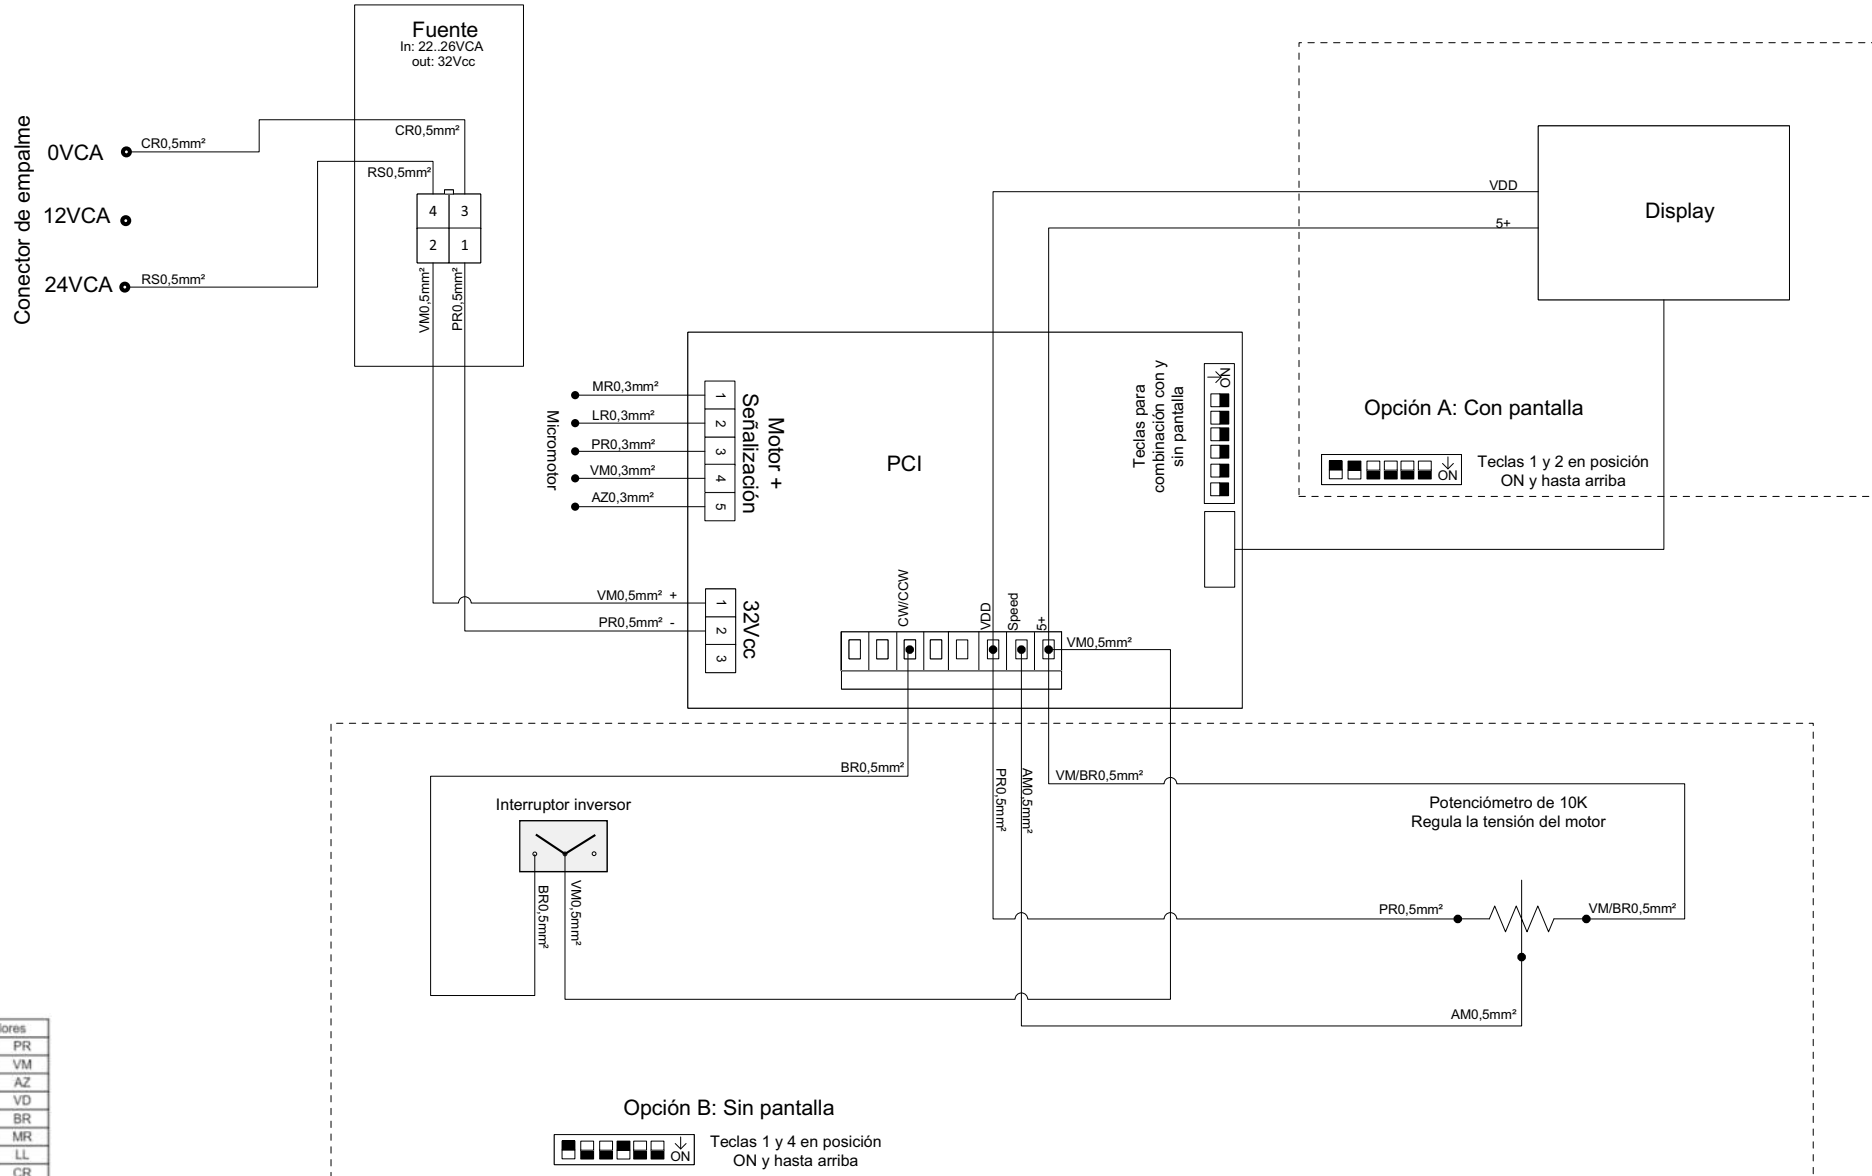 Fuente
In: 22..26VCA
out: 32Vcc
Conector de empalme
0VCA
CR0,5mm²
CR0,5mm²
RS0,5mm²
12VCA
24VCA
RS0,5mm²
4
3
2
1
VM0,5mm²
PR0,5mm²
VDD
5+
Display
Micromotor
MR0,3mm²
LR0,3mm²
PR0,3mm²
VM0,3mm²
AZ0,3mm²
1
2
3
4
5
Motor +
Señalización
PCI
Teclas para
combinación con y
sin pantalla
ON
Opción A: Con pantalla
ON
Teclas 1 y 2 en posición
ON y hasta arriba
VM0,5mm² +
PR0,5mm² -
1
2
3
32Vcc
CW/CCW
VDD
Speed
5+
VM0,5mm²
BR0,5mm²
PR0,5mm²
AM0,5mm²
VM/BR0,5mm²
Interruptor inversor
BR0,5mm²
VM0,5mm²
Potenciómetro de 10K
Regula la tensión del motor
PR0,5mm²
VM/BR0,5mm²
AM0,5mm²
Opción B: Sin pantalla
ON
Teclas 1 y 4 en posición
ON y hasta arriba
PR
VM
AZ
VD
BR
MR
LL
CR